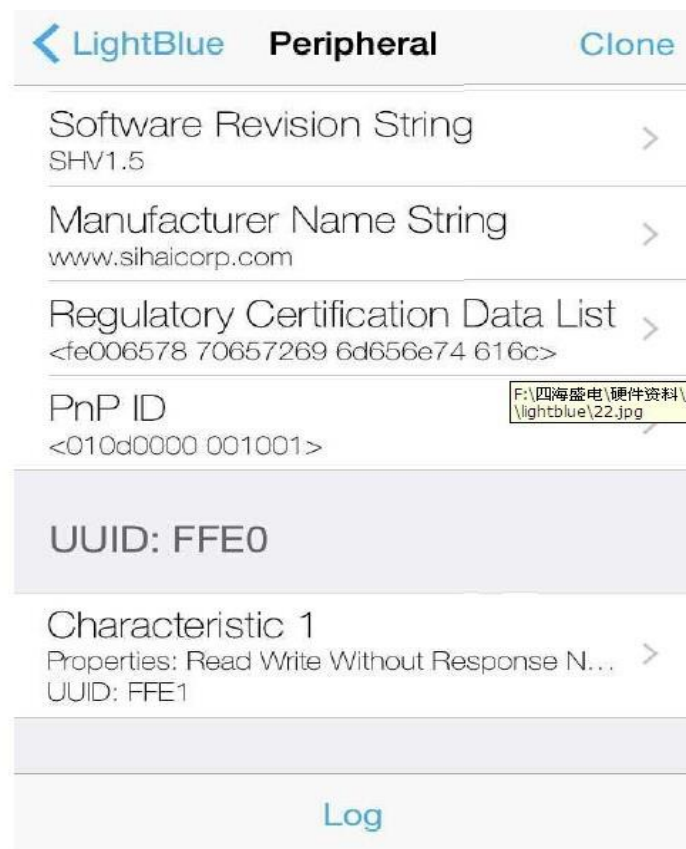 LightBlue Peripheral Clone
Software Revision String
SHV1.5
Manufacturer Name String
www.sihaicorp.com
Regulatory Certification Data List
<fe006578 70657269 6d656e74 616c>
F:\四海盛电\硬件资料\
\lightblue\22.jpg
PnP ID
<010d0000 001001>
UUID: FFE0
Characteristic 1
Properties: Read Write Without Response N...
UUID: FFE1
Log